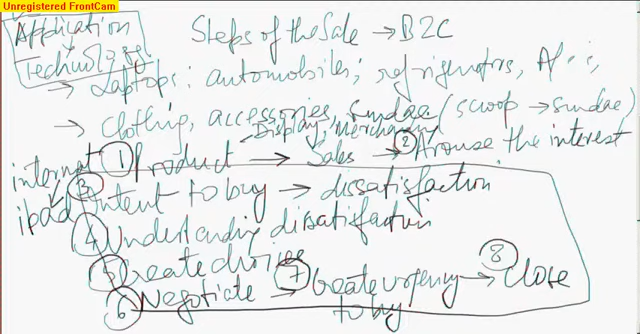 Unregistered FrontCam
Application
Technology
Steps of the Sale → B2C
→ Laptops: automobiles, refrigerators,
→ Clothing, accessories, sundae (scoop → sundae)
Display, Merchand
internet ① Product → Sales → ② Arouse the interest
ipad ③ intent to buy → dissatisfaction
④ Understanding dissatisfaction
⑤ Create choices
⑥ Negotiate → ⑦ Create urgency to buy → ⑧ Close